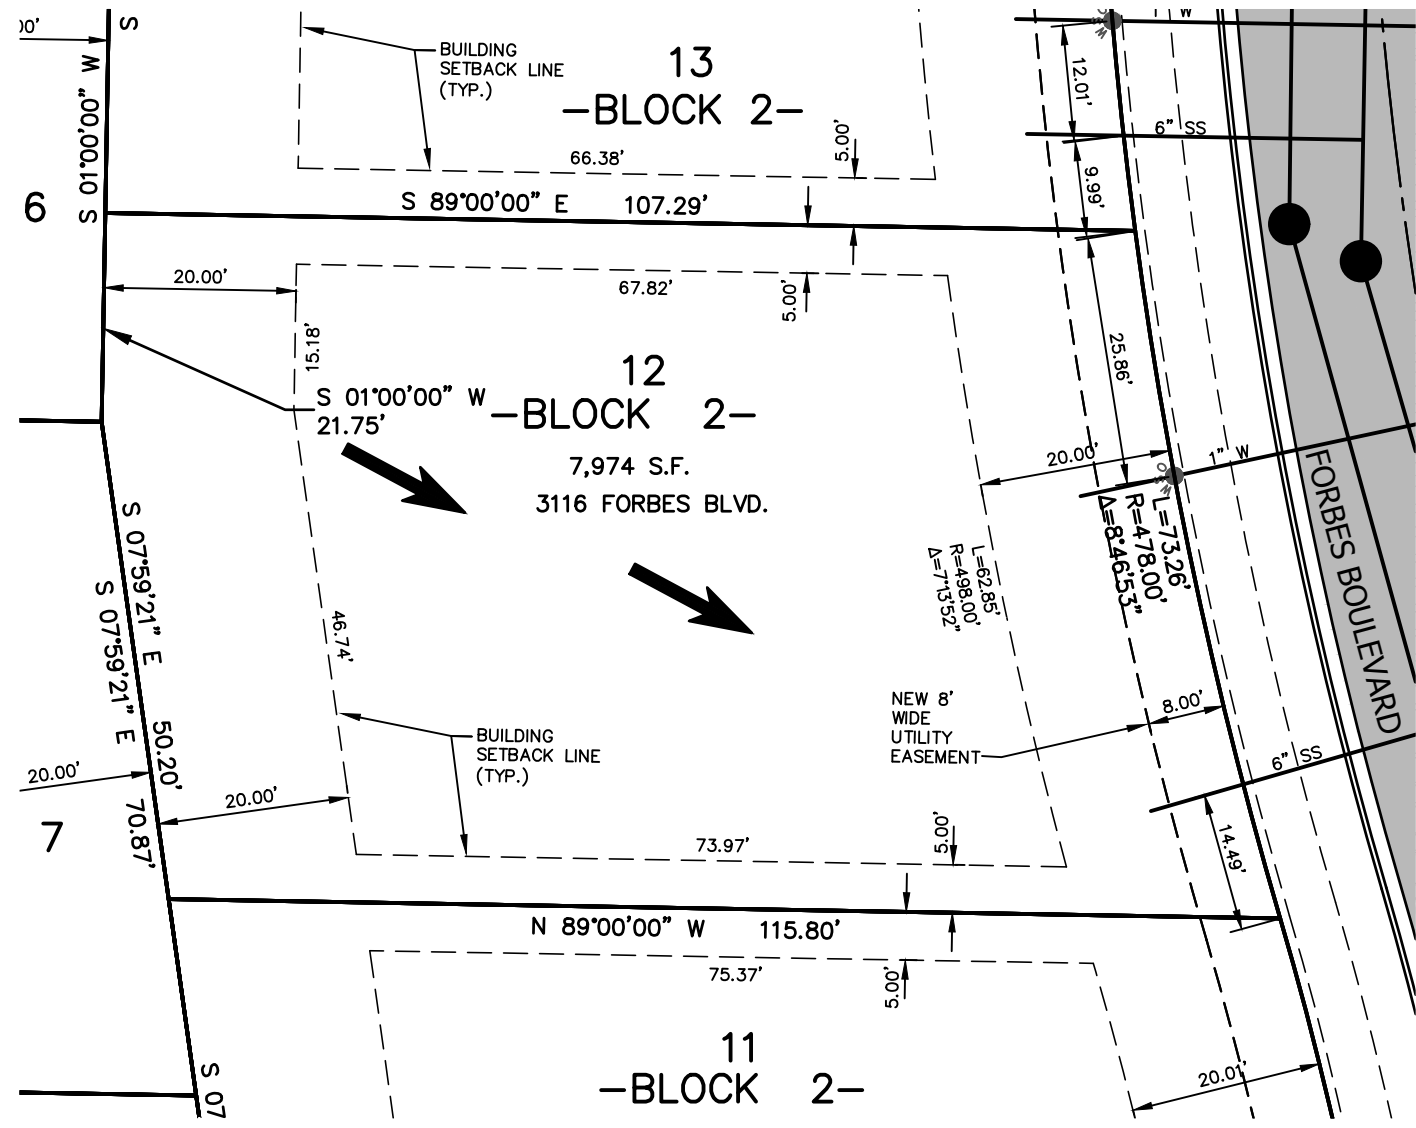 00'
S
S 01°00'00" W
6
BUILDING
SETBACK LINE
(TYP.)
13
-BLOCK 2-
66.38'
5.00'
S 89°00'00" E 107.29'
12.01'
1" W
WSO
6" SS
9.99'
20.00'
67.82'
5.00'
15.18'
12
-BLOCK 2-
7,974 S.F.
3116 FORBES BLVD.
S 01°00'00" W
21.75'
25.86'
20.00'
1" W
WSO
L=73.26'
R=478.00'
Δ=8°46'53"
L=62.85'
R=498.00'
Δ=7°13'52"
FORBES BOULEVARD
S 07°59'21" E 50.20'
S 07°59'21" E 70.87'
46.74'
BUILDING
SETBACK LINE
(TYP.)
NEW 8'
WIDE
UTILITY
EASEMENT
8.00'
6" SS
20.00'
20.00'
7
73.97'
5.00'
14.49'
N 89°00'00" W 115.80'
75.37'
5.00'
11
-BLOCK 2-
20.01'
S 07